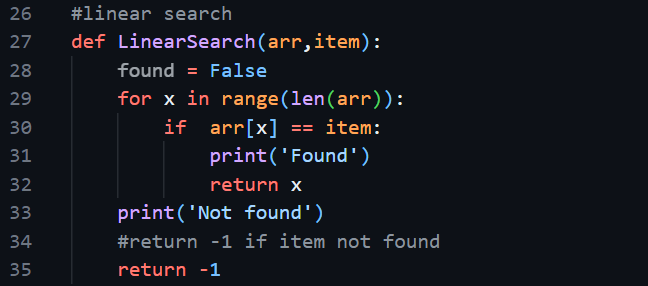 26 #linear search
27 def LinearSearch(arr,item):
28     found = False
29     for x in range(len(arr)):
30         if  arr[x] == item:
31             print('Found')
32             return x
33     print('Not found')
34     #return -1 if item not found
35     return -1